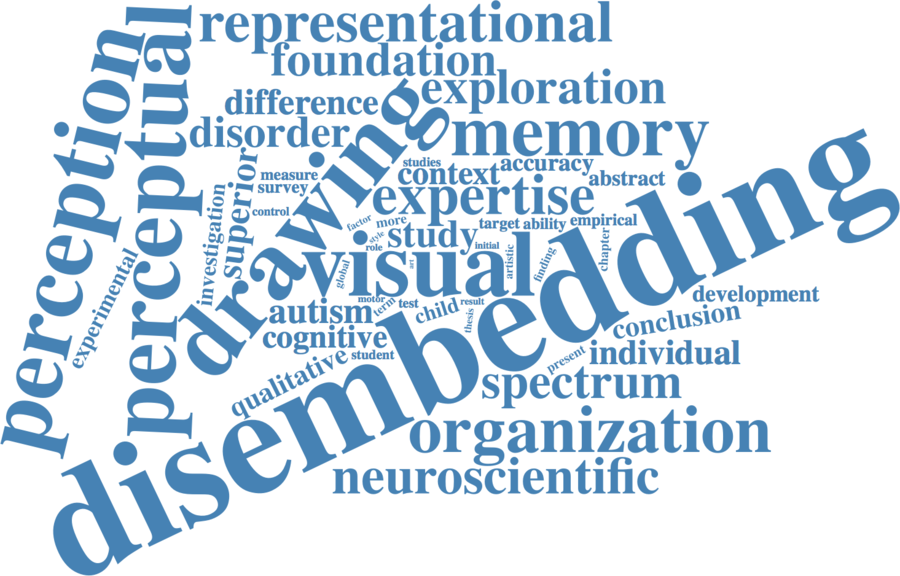 representational
foundation
perception
perceptual
difference
drawing
exploration
disorder
memory
studies
measure
context
accuracy
survey
superior
abstract
expertise
investigation
control
factor
more
target
ability
empirical
style
study
role
initial
chapter
visual
experimental
global
art
artistic
finding
disembedding
motor
term
test
child
result
development
autism
thesis
conclusion
cognitive
student
present
individual
qualitative
spectrum
organization
neuroscientific